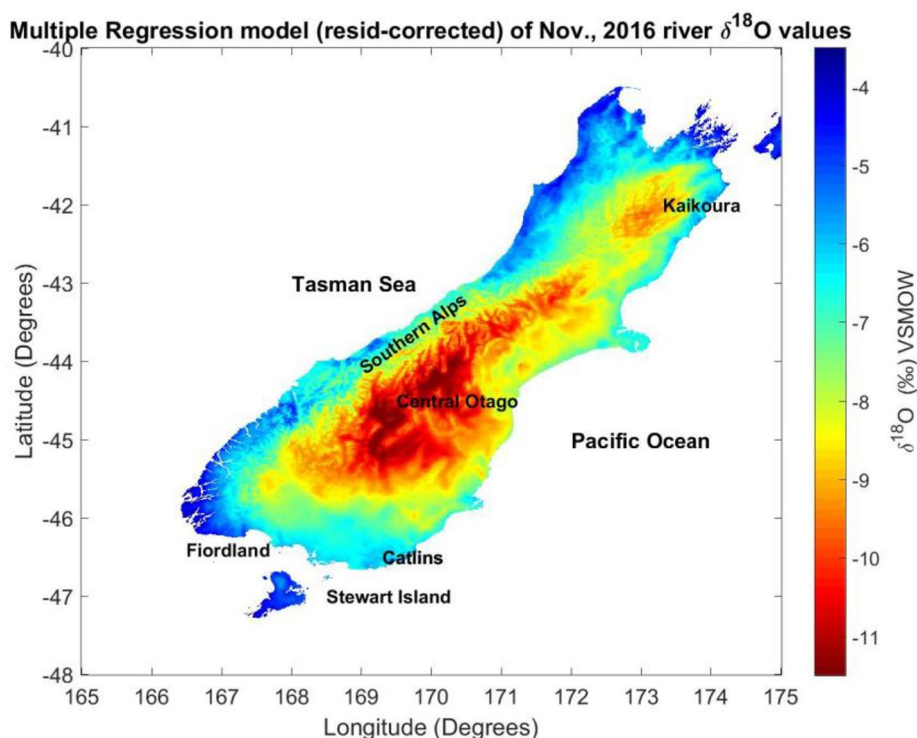 Multiple Regression model (resid-corrected) of Nov., 2016 river δ¹⁸O values
-40
-41
-42
-43
-44
-45
-46
-47
-48
Latitude (Degrees)
Kaikoura
Tasman Sea
Southern Alps
Central Otago
Pacific Ocean
Fiordland
Catlins
Stewart Island
165 166 167 168 169 170 171 172 173 174 175
Longitude (Degrees)
-4
-5
-6
-7
-8
-9
-10
-11
δ¹⁸O (‰) VSMOW